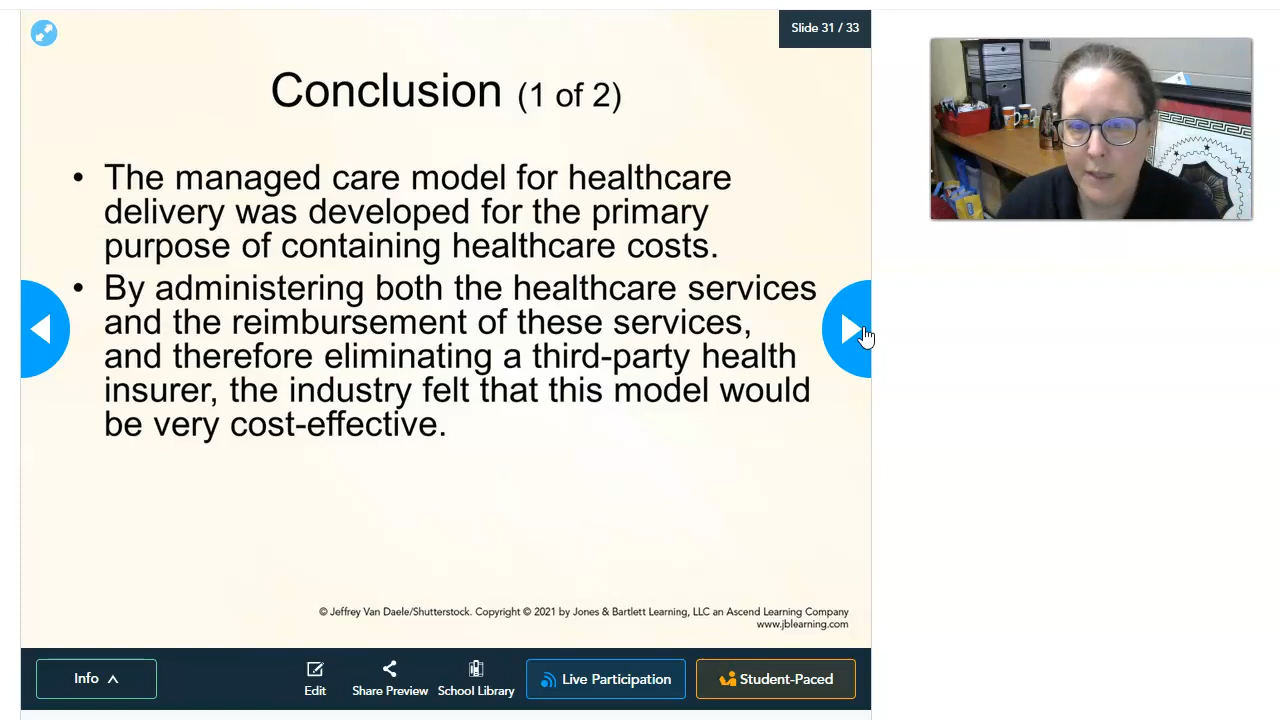 Slide 31 / 33
Conclusion (1 of 2)
• The managed care model for healthcare
delivery was developed for the primary
purpose of containing healthcare costs.
• By administering both the healthcare services
and the reimbursement of these services,
and therefore eliminating a third-party health
insurer, the industry felt that this model would
be very cost-effective.
© Jeffrey Van Daele/Shutterstock. Copyright © 2021 by Jones & Bartlett Learning, LLC an Ascend Learning Company
www.jblearning.com
Info
Edit
Share Preview
School Library
Live Participation
Student-Paced